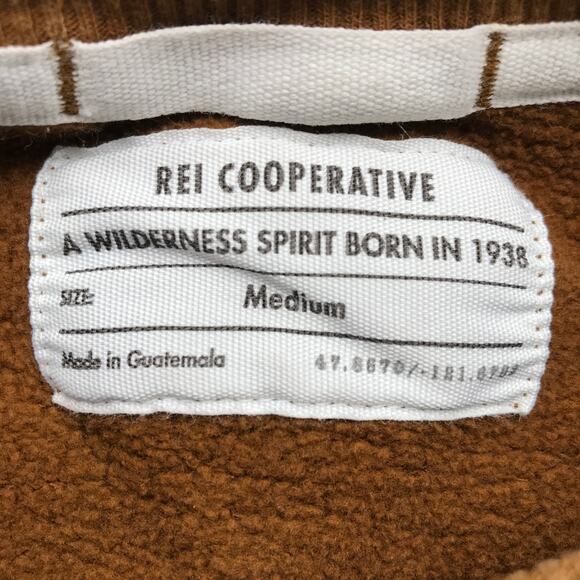 REI COOPERATIVE
A WILDERNESS SPIRIT BORN IN 1938
SIZE: Medium
Made in Guatemala